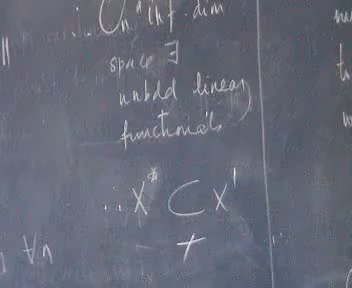 (In inf. dim
space ∃
unbdd linear
functionals)
∴ X* ⊂ X'
≠
∀n